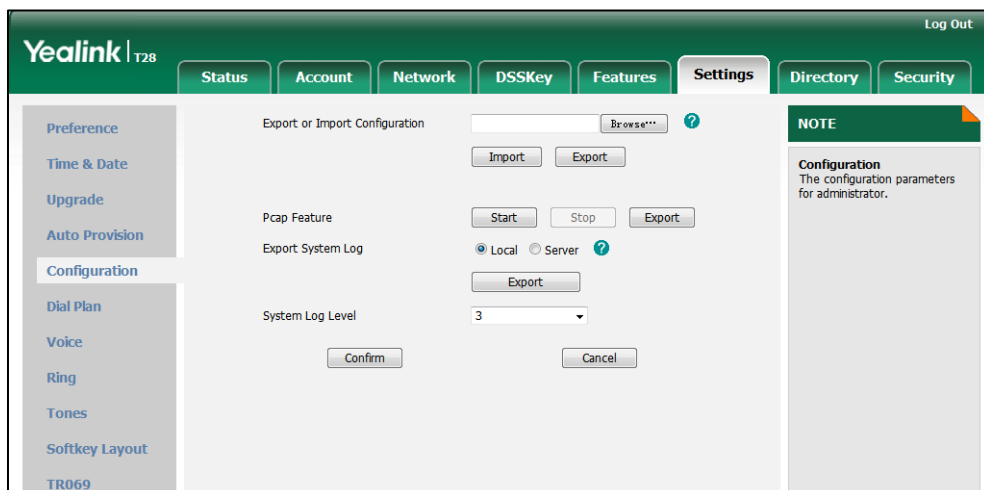 Log Out
Yealink | T28
Status Account Network DSSKey Features Settings Directory Security
Preference
Time & Date
Upgrade
Auto Provision
Configuration
Dial Plan
Voice
Ring
Tones
Softkey Layout
TR069
Export or Import Configuration Browse... ?
Import Export
Pcap Feature Start Stop Export
Export System Log Local Server ?
Export
System Log Level 3
Confirm Cancel
NOTE
Configuration
The configuration parameters
for administrator.